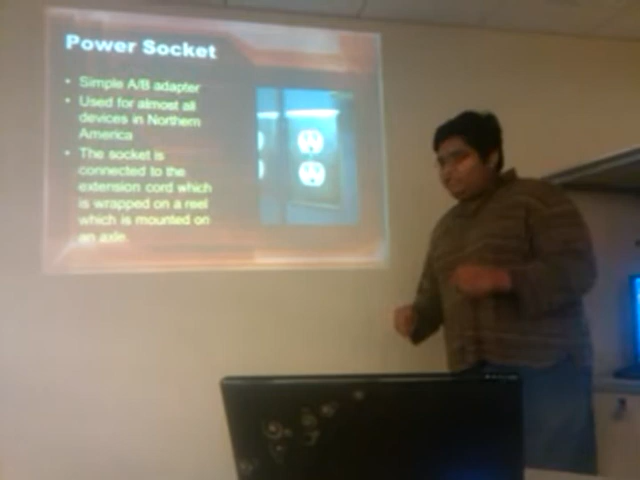 Power Socket
• Simple A/B adapter
• Used for almost all
devices in Northern
America
• The socket is
connected to the
extension cord which
is wrapped on a reel
which is mounted on
an axle.